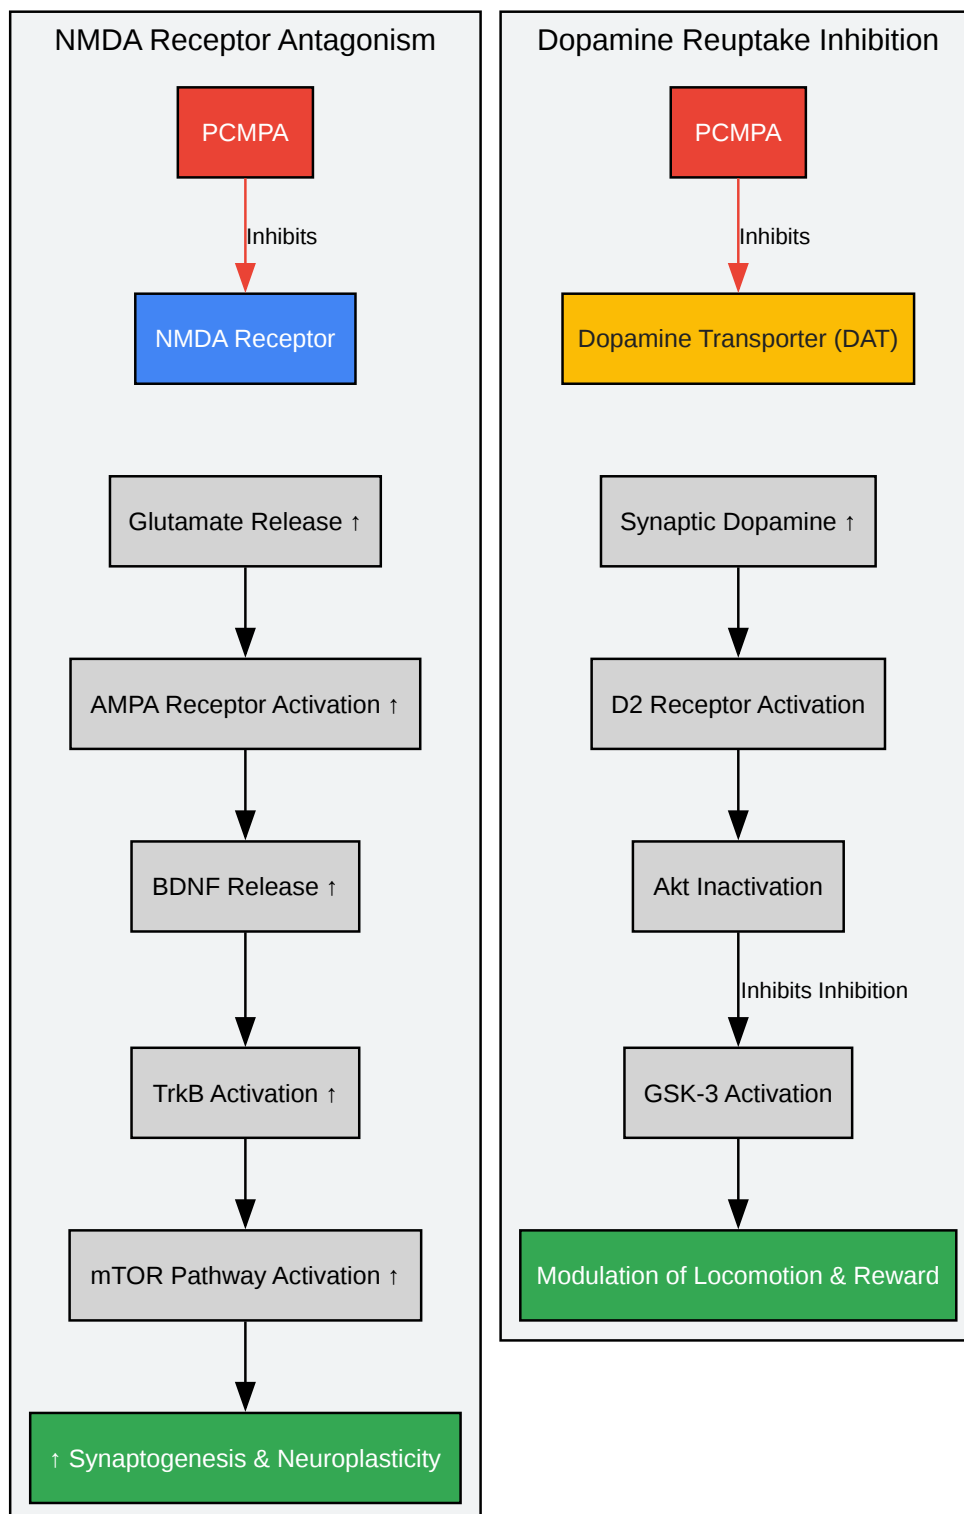 NMDA Receptor Antagonism
PCMPA
Inhibits
NMDA Receptor
Glutamate Release ↑
AMPA Receptor Activation ↑
BDNF Release ↑
TrkB Activation ↑
mTOR Pathway Activation ↑
↑ Synaptogenesis & Neuroplasticity
Dopamine Reuptake Inhibition
PCMPA
Inhibits
Dopamine Transporter (DAT)
Synaptic Dopamine ↑
D2 Receptor Activation
Akt Inactivation
Inhibits Inhibition
GSK-3 Activation
Modulation of Locomotion & Reward